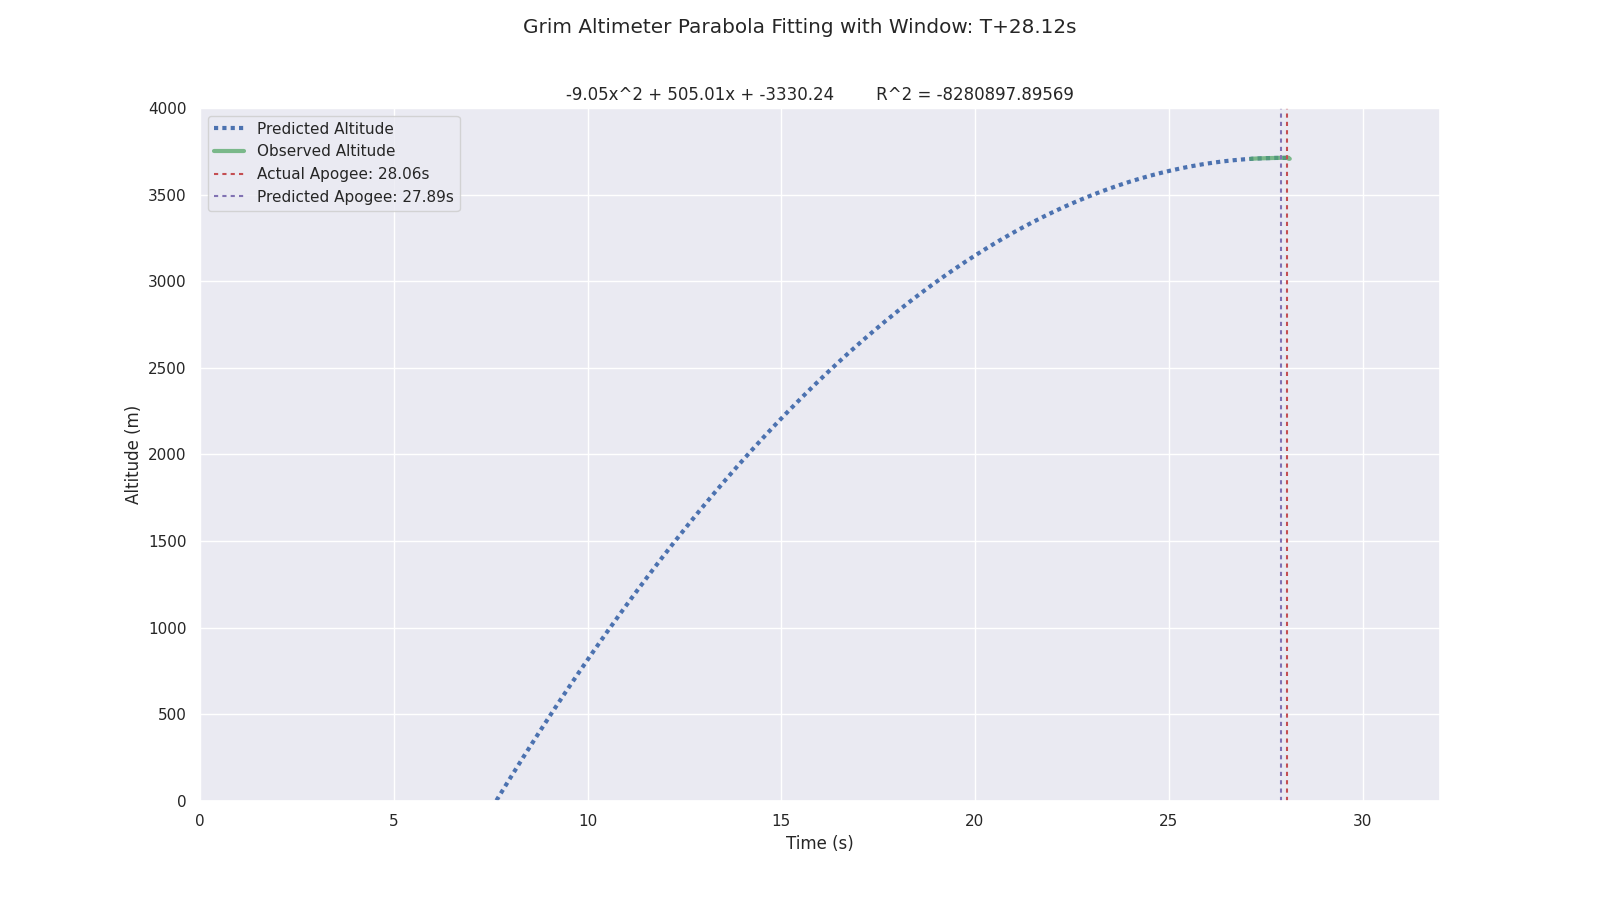 Grim Altimeter Parabola Fitting with Window: T+28.12s
-9.05x^2 + 505.01x + -3330.24 R^2 = -8280897.89569
4000
3500
3000
2500
2000
1500
1000
500
0
Altitude (m)
Predicted Altitude
Observed Altitude
Actual Apogee: 28.06s
Predicted Apogee: 27.89s
0 5 10 15 20 25 30
Time (s)